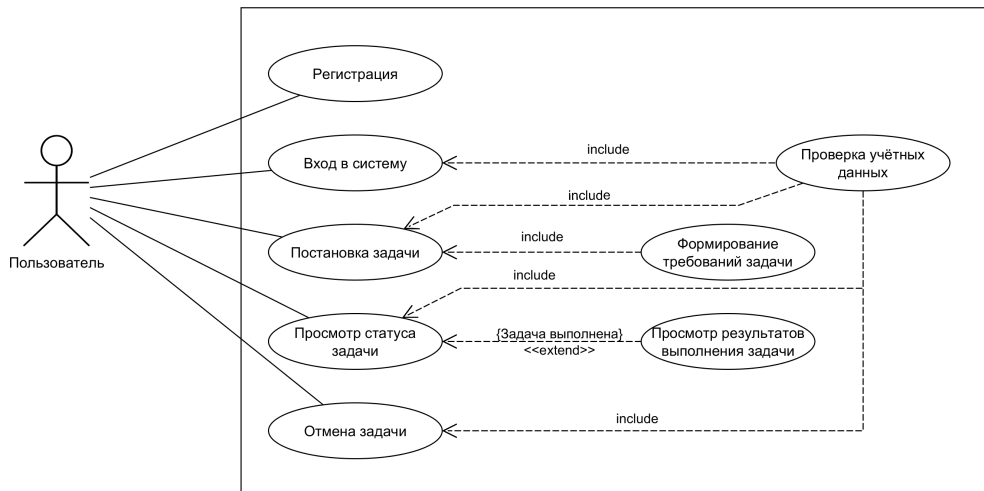 Регистрация
Вход в систему
include
Проверка учётных
данных
include
Постановка задачи
include
Формирование
требований задачи
Пользователь
include
Просмотр статуса
задачи
{Задача выполнена}
<<extend>>
Просмотр результатов
выполнения задачи
Отмена задачи
include